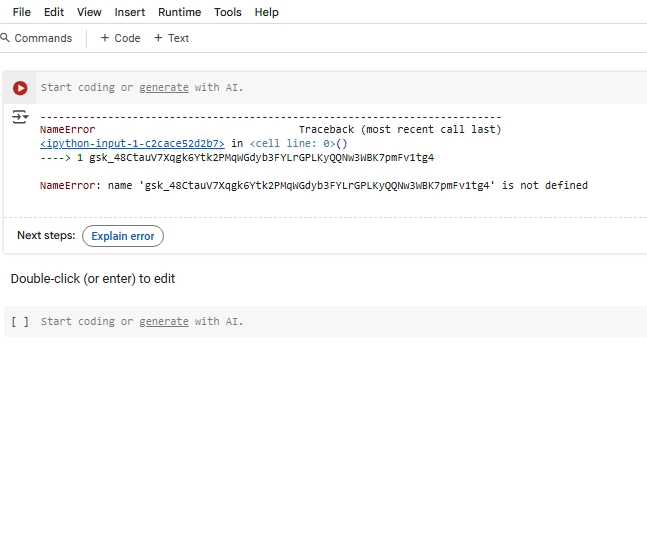 File Edit View Insert Runtime Tools Help
Commands + Code + Text
Start coding or generate with AI.
---------------------------------------------------------------------------
NameError Traceback (most recent call last)
<ipython-input-1-c2cace52d2b7> in <cell line: 0>()
----> 1 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
NameError: name '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' is not defined
Next steps: Explain error
Double-click (or enter) to edit
[ ] Start coding or generate with AI.